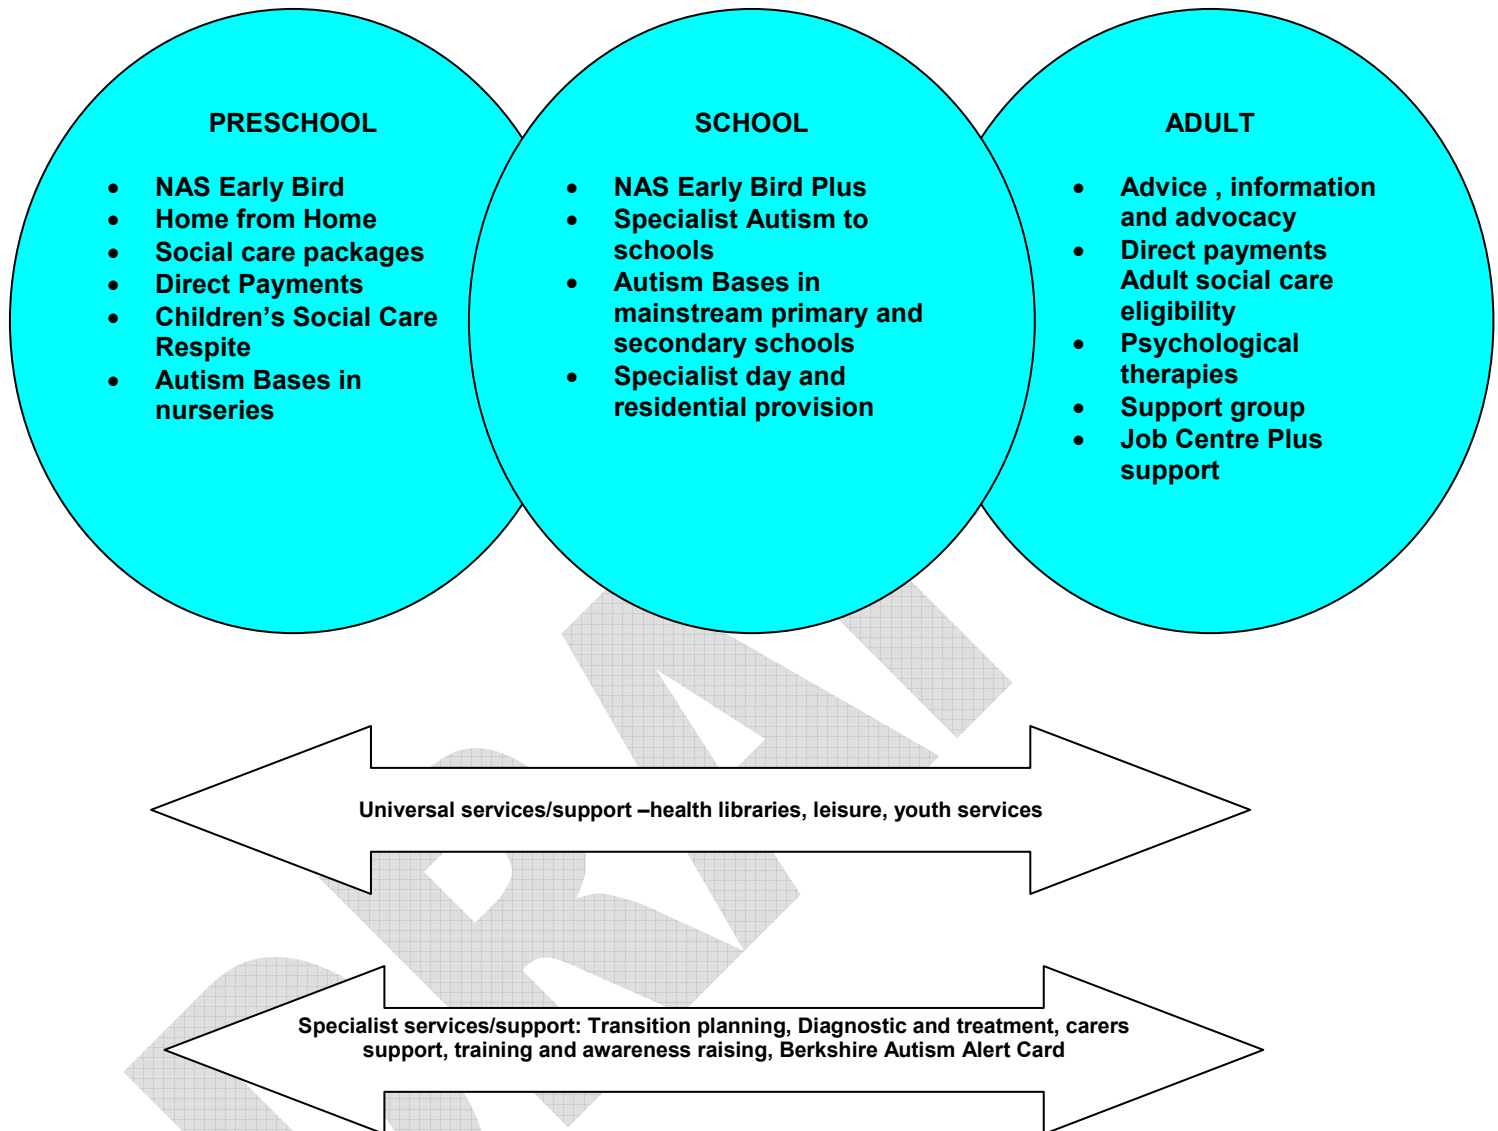 PRESCHOOL
• NAS Early Bird
• Home from Home
• Social care packages
• Direct Payments
• Children’s Social Care
Respite
• Autism Bases in
nurseries
SCHOOL
• NAS Early Bird Plus
• Specialist Autism to
schools
• Autism Bases in
mainstream primary and
secondary schools
• Specialist day and
residential provision
ADULT
• Advice , information
and advocacy
• Direct payments
Adult social care
eligibility
• Psychological
therapies
• Support group
• Job Centre Plus
support
Universal services/support –health libraries, leisure, youth services
Specialist services/support: Transition planning, Diagnostic and treatment, carers
support, training and awareness raising, Berkshire Autism Alert Card